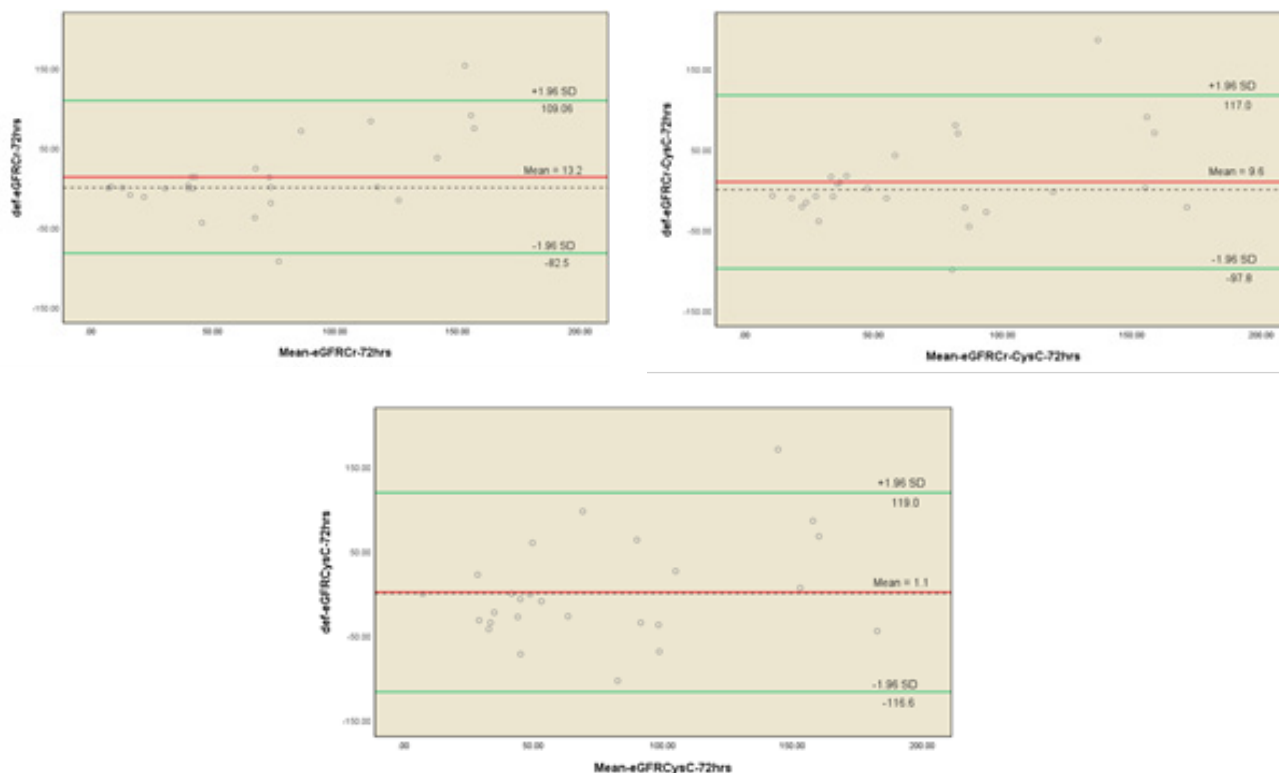 def-eGFRCr-72hrs
150.00
50.00
-50.00
-150.00
+1.96 SD
109.06
Mean = 13.2
-1.96 SD
-82.5
.00 50.00 100.00 150.00 200.00
Mean-eGFRCr-72hrs
def-eGFRCr-CysC-72hrs
150.00
50.00
-50.00
-150.00
+1.96 SD
117.0
Mean = 9.6
-1.96 SD
-97.8
.00 50.00 100.00 150.00 200.00
Mean-eGFRCr-CysC-72hrs
def-eGFRCysC-72hrs
150.00
50.00
-50.00
-150.00
+1.96 SD
119.0
Mean = 1.1
-1.96 SD
-116.6
.00 50.00 100.00 150.00 200.00
Mean-eGFRCysC-72hrs